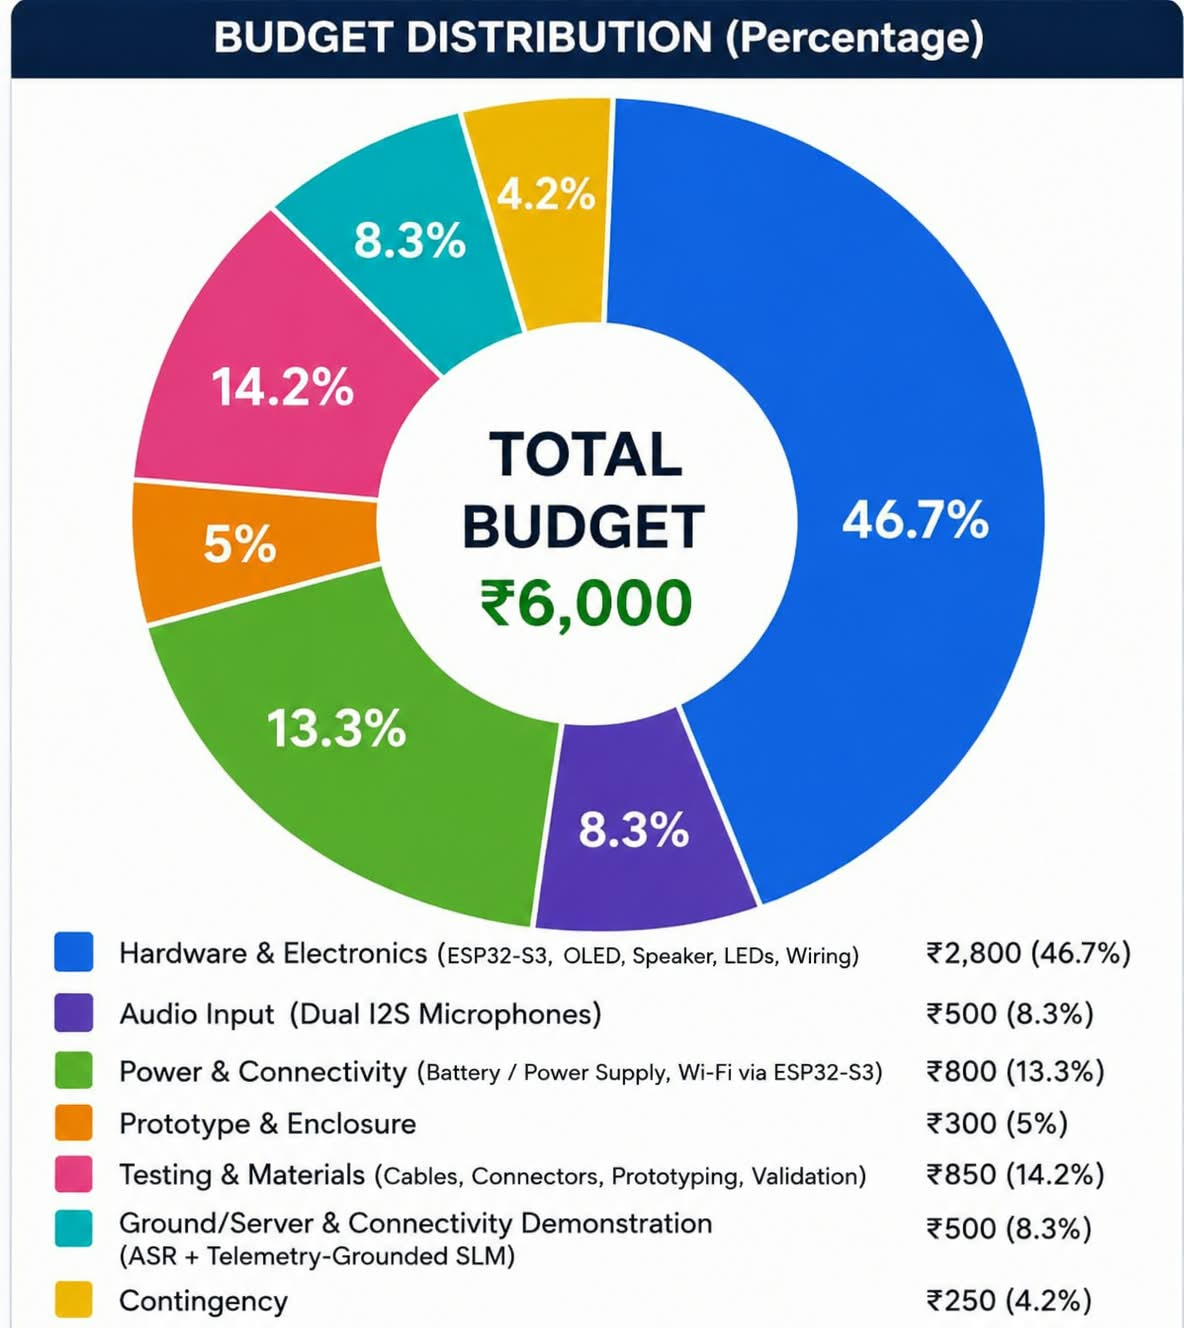 BUDGET DISTRIBUTION (Percentage)
4.2%
8.3%
14.2%
46.7%
5%
13.3%
8.3%
TOTAL
BUDGET
₹6,000
Hardware & Electronics (ESP32-S3, OLED, Speaker, LEDs, Wiring) ₹2,800 (46.7%)
Audio Input (Dual I2S Microphones) ₹500 (8.3%)
Power & Connectivity (Battery / Power Supply, Wi-Fi via ESP32-S3) ₹800 (13.3%)
Prototype & Enclosure ₹300 (5%)
Testing & Materials (Cables, Connectors, Prototyping, Validation) ₹850 (14.2%)
Ground/Server & Connectivity Demonstration ₹500 (8.3%)
(ASR + Telemetry-Grounded SLM)
Contingency ₹250 (4.2%)